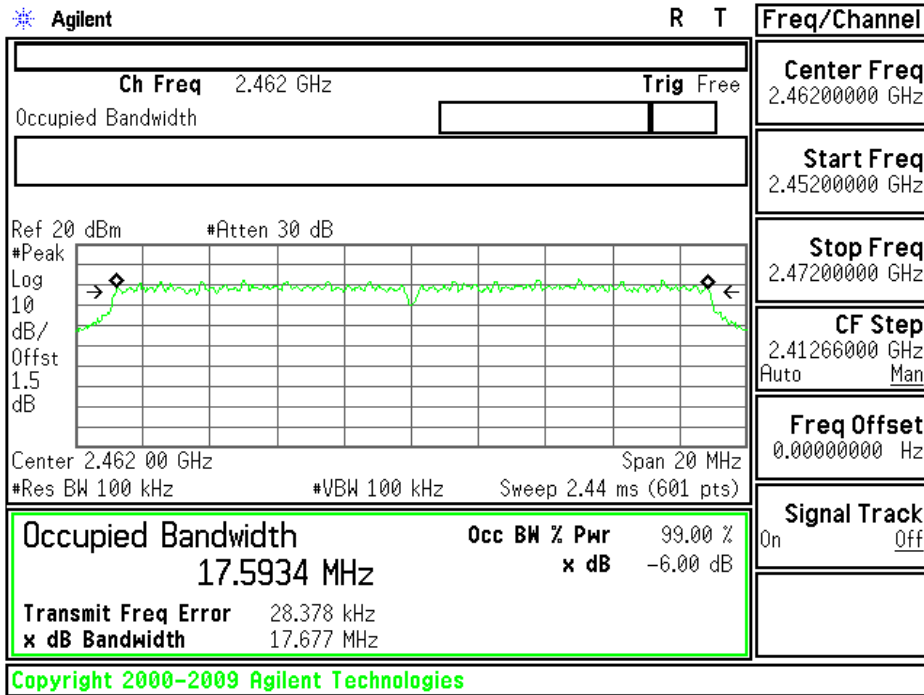 Agilent R T
Ch Freq 2.462 GHz Trig Free
Occupied Bandwidth
Ref 20 dBm #Atten 30 dB
#Peak
Log
10
dB/
Offst
1.5
dB
Center 2.462 00 GHz Span 20 MHz
#Res BW 100 kHz #VBW 100 kHz Sweep 2.44 ms (601 pts)
Occupied Bandwidth
17.5934 MHz
Occ BW % Pwr 99.00 %
x dB -6.00 dB
Transmit Freq Error 28.378 kHz
x dB Bandwidth 17.677 MHz
Copyright 2000-2009 Agilent Technologies
Freq/Channel
Center Freq
2.46200000 GHz
Start Freq
2.45200000 GHz
Stop Freq
2.47200000 GHz
CF Step
2.41266000 GHz
Auto Man
Freq Offset
0.00000000 Hz
Signal Track
On Off